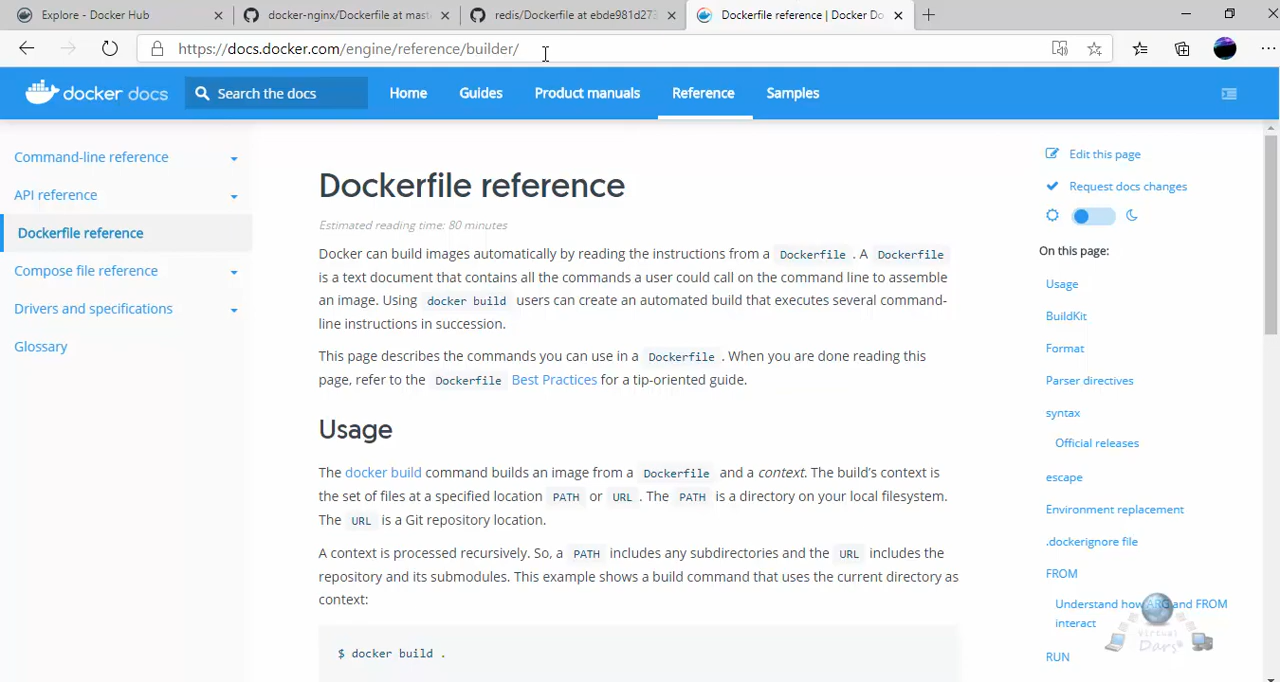 Explore - Docker Hub
docker-nginx/Dockerfile at mast
redis/Dockerfile at ebde981d273
Dockerfile reference | Docker Do
https://docs.docker.com/engine/reference/builder/
docker docs
Search the docs
Home
Guides
Product manuals
Reference
Samples
Command-line reference
API reference
Dockerfile reference
Compose file reference
Drivers and specifications
Glossary
Dockerfile reference
Estimated reading time: 80 minutes
Docker can build images automatically by reading the instructions from a Dockerfile . A Dockerfile
is a text document that contains all the commands a user could call on the command line to assemble
an image. Using docker build users can create an automated build that executes several command-
line instructions in succession.
This page describes the commands you can use in a Dockerfile . When you are done reading this
page, refer to the Dockerfile Best Practices for a tip-oriented guide.
Usage
The docker build command builds an image from a Dockerfile and a context. The build's context is
the set of files at a specified location PATH or URL . The PATH is a directory on your local filesystem.
The URL is a Git repository location.
A context is processed recursively. So, a PATH includes any subdirectories and the URL includes the
repository and its submodules. This example shows a build command that uses the current directory as
context:
$ docker build .
Edit this page
Request docs changes
On this page:
Usage
BuildKit
Format
Parser directives
syntax
Official releases
escape
Environment replacement
.dockerignore file
FROM
Understand how ARG and FROM
interact
RUN
Virtual
Dars®